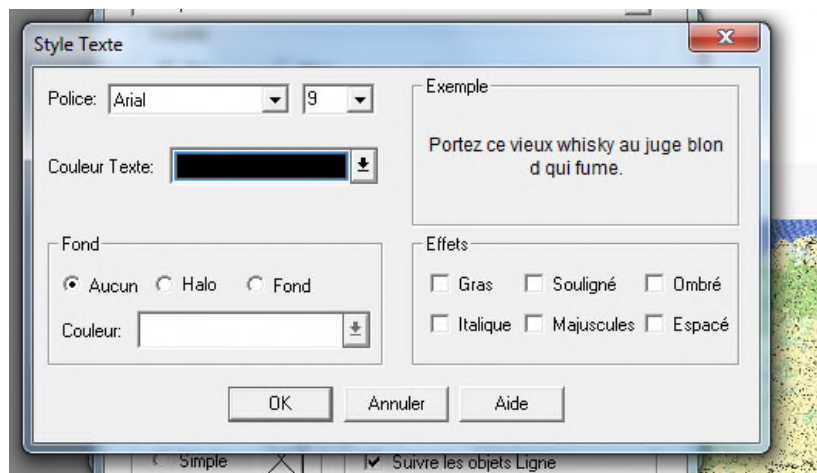 Style Texte
Police: Arial 9
Exemple
Portez ce vieux whisky au juge blon
d qui fume.
Couleur Texte:
Fond
Aucun Halo Fond
Couleur:
Effets
Gras Souligné Ombré
Italique Majuscules Espacé
OK Annuler Aide
Simple Suivre les objets Ligne